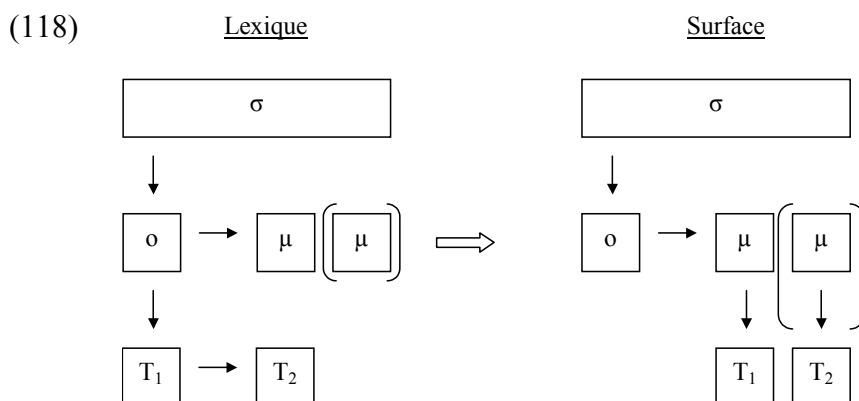 (118) Lexique Surface
σ σ
o μ μ o μ μ
T₁ T₂ T₁ T₂